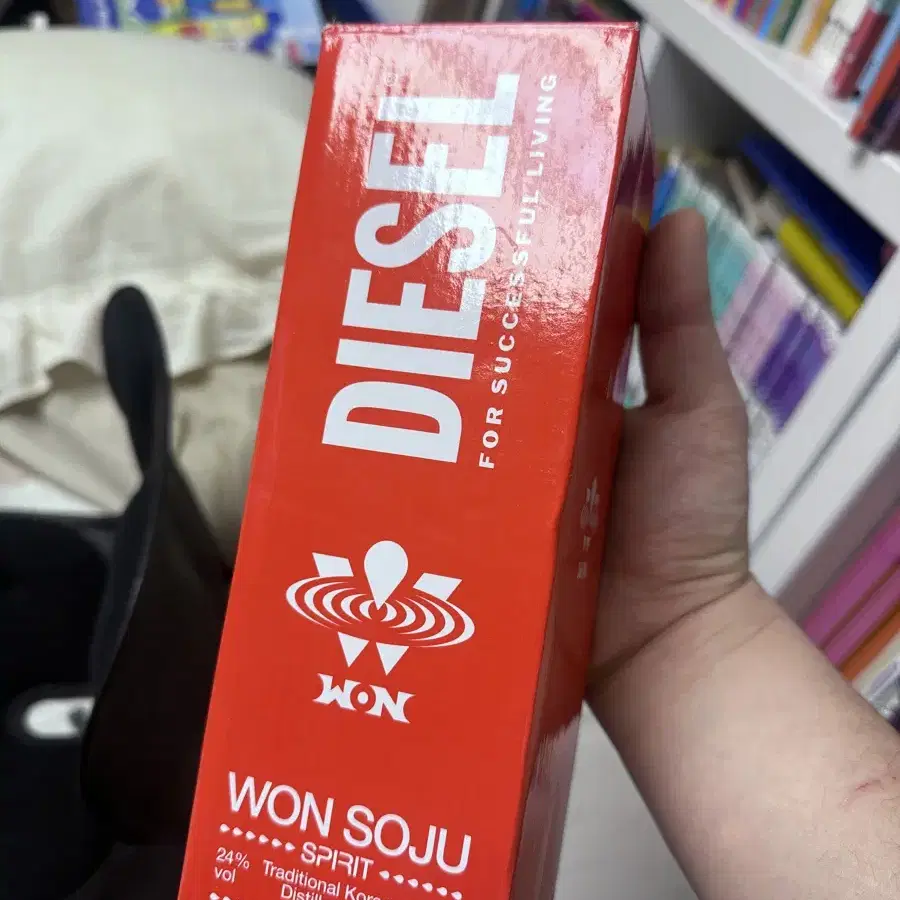 DIESEL
FOR SUCCESSFUL LIVING
WON
WON SOJU
SPIRIT
24%
vol
Traditional